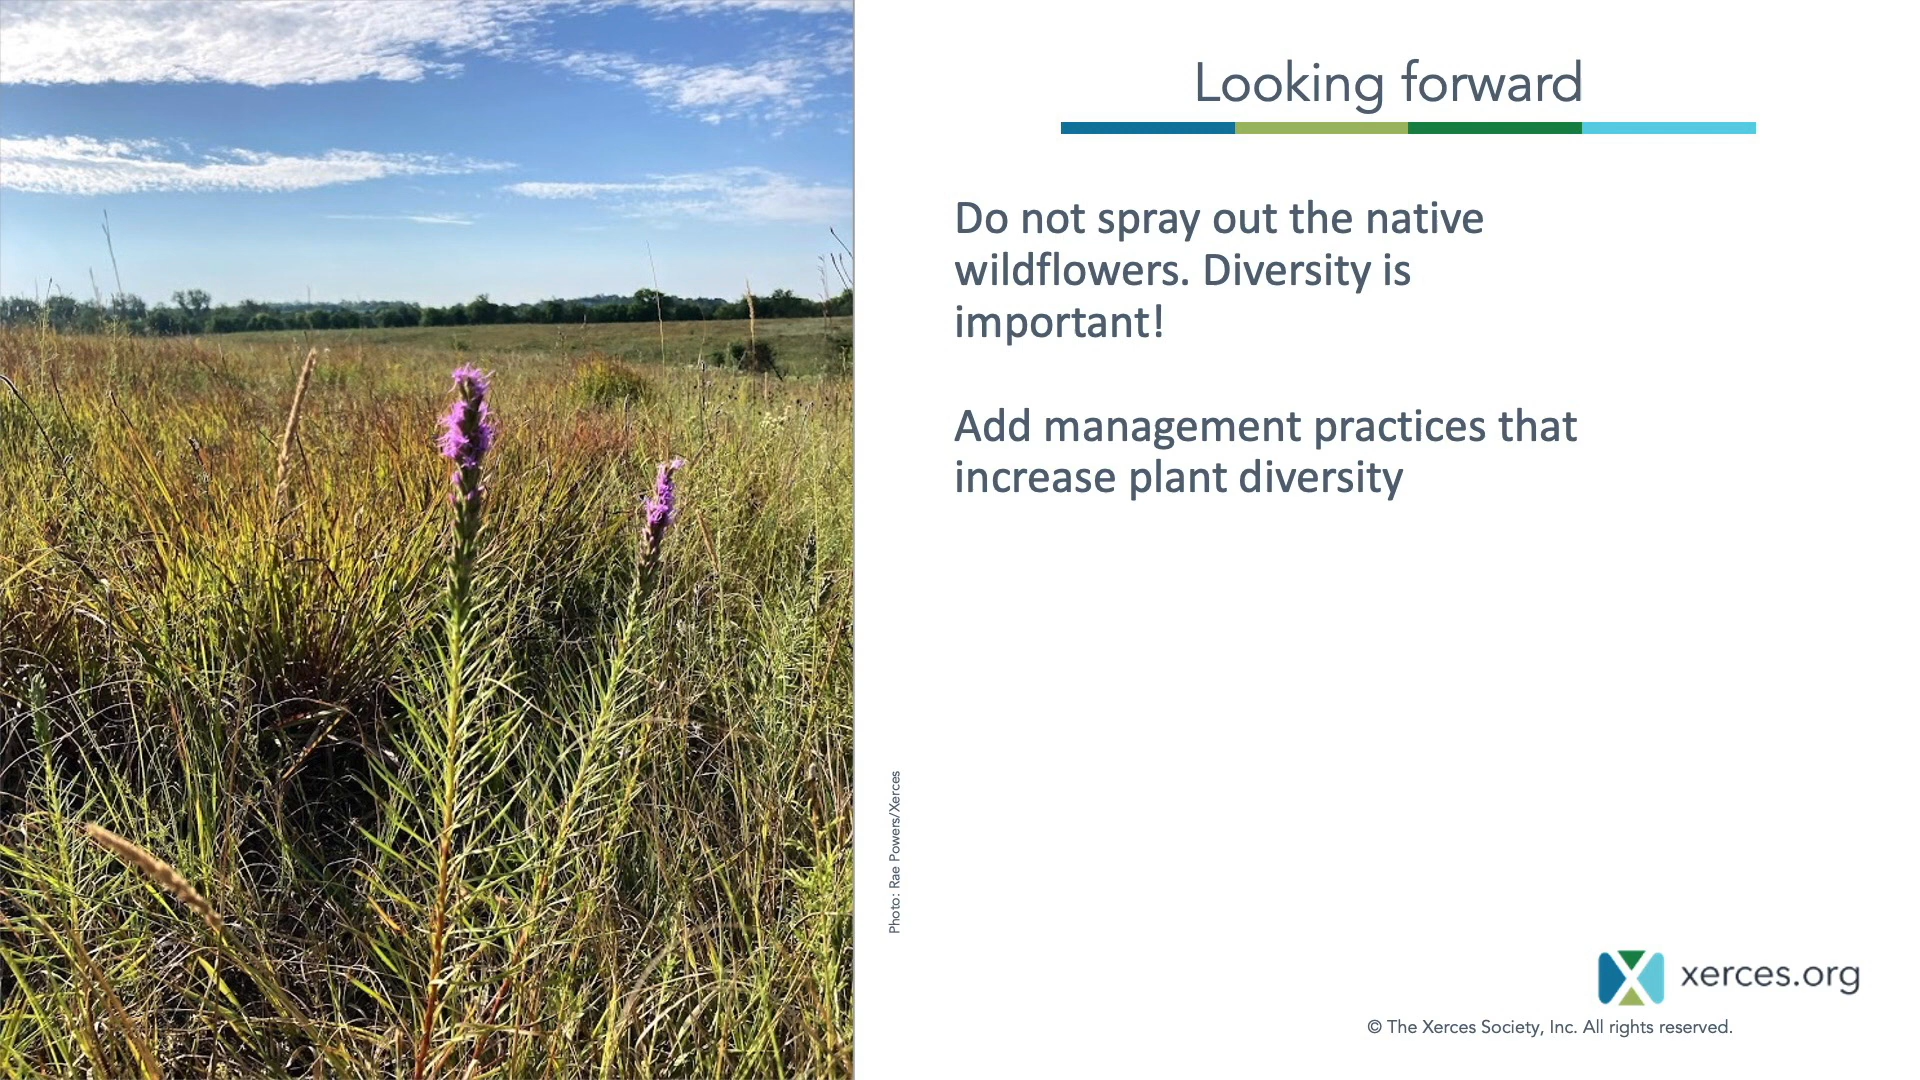 Looking forward
Do not spray out the native
wildflowers. Diversity is
important!
Add management practices that
increase plant diversity
Photo: Rae Powers/Xerces
xerces.org
© The Xerces Society, Inc. All rights reserved.